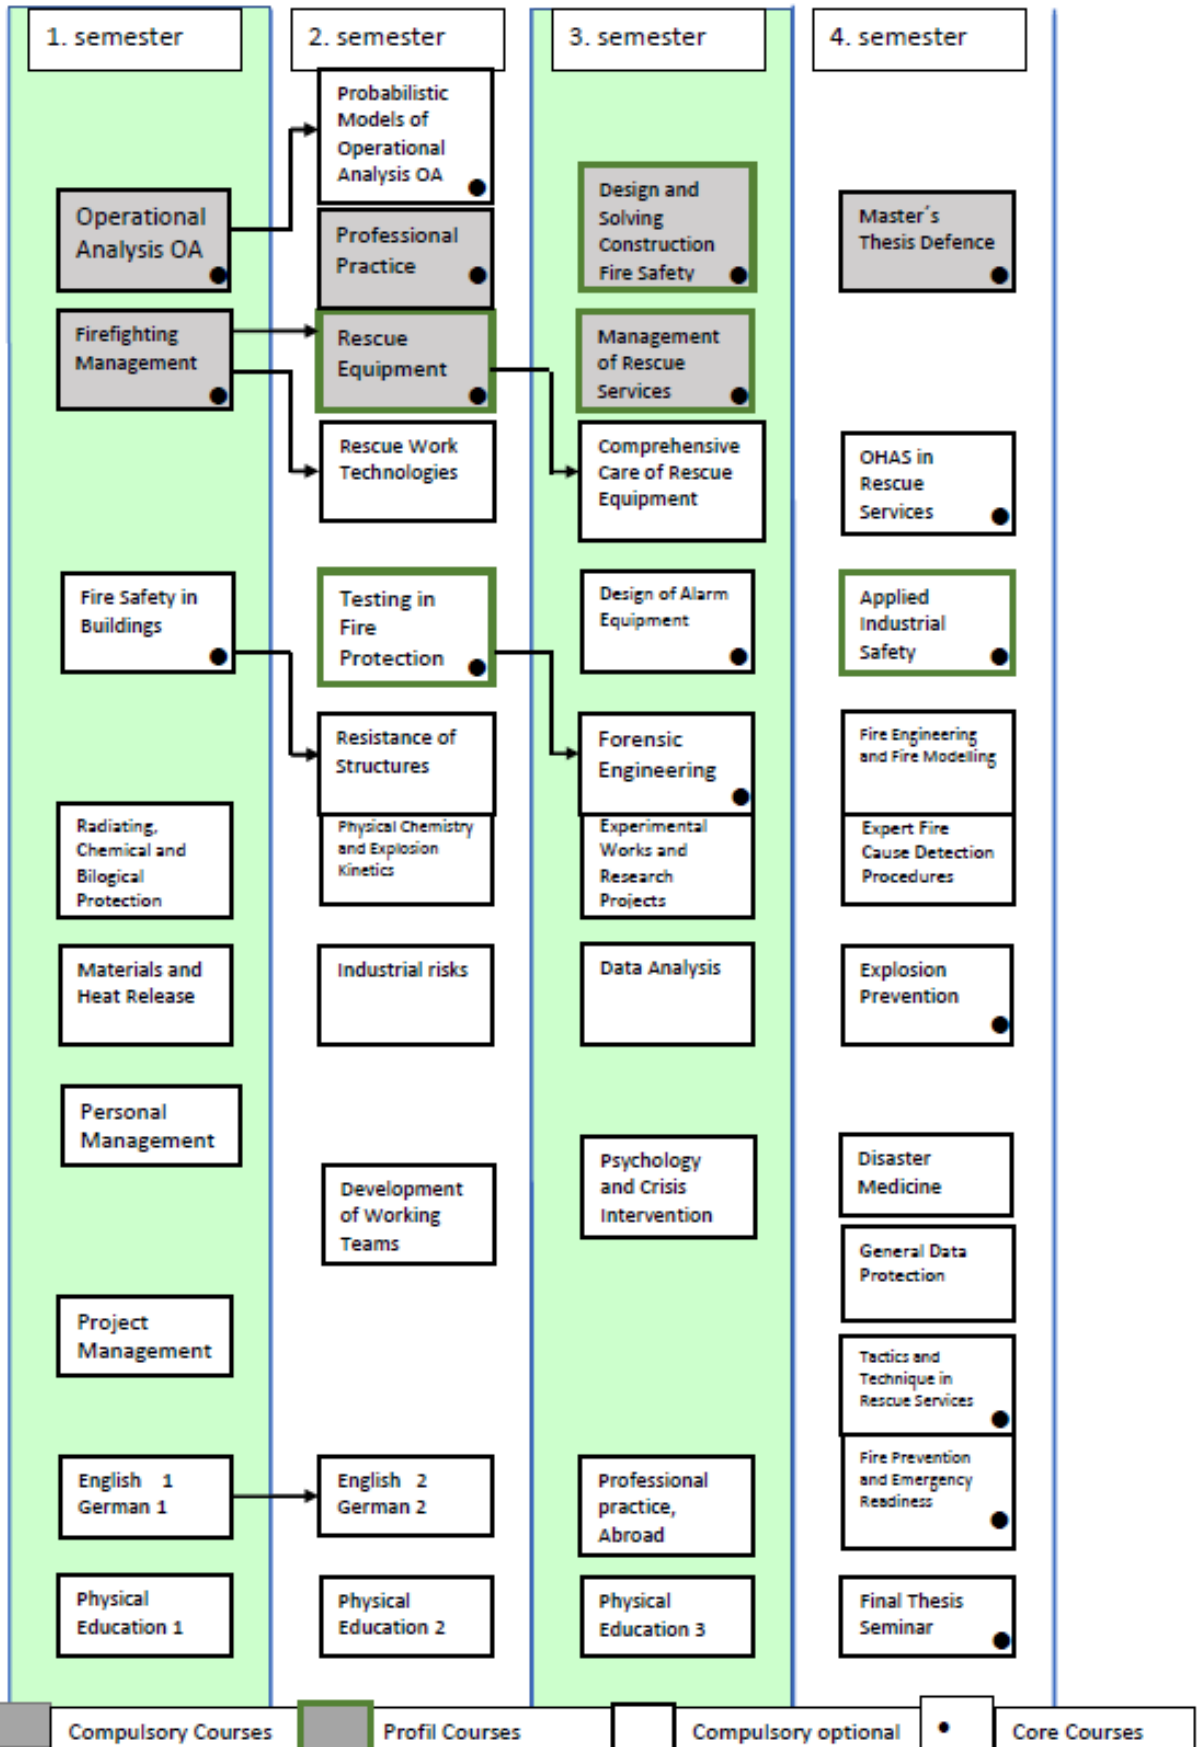 1. semester
2. semester
3. semester
4. semester
Operational
Analysis OA
Firefighting
Management
Fire Safety in
Buildings
Radiating,
Chemical and
Bilogical
Protection
Materials and
Heat Release
Personal
Management
Project
Management
English 1
German 1
Physical
Education 1
Probabilistic
Models of
Operational
Analysis OA
Professional
Practice
Rescue
Equipment
Rescue Work
Technologies
Testing in
Fire
Protection
Resistance of
Structures
Physical Chemistry
and Explosion
Kinetics
Industrial risks
Development
of Working
Teams
English 2
German 2
Physical
Education 2
Design and
Solving
Construction
Fire Safety
Management
of Rescue
Services
Comprehensive
Care of Rescue
Equipment
Design of Alarm
Equipment
Forensic
Engineering
Experimental
Works and
Research
Projects
Data Analysis
Psychology
and Crisis
Intervention
Professional
practice,
Abroad
Physical
Education 3
Master´s
Thesis Defence
OHAS in
Rescue
Services
Applied
Industrial
Safety
Fire Engineering
and Fire Modelling
Expert Fire
Cause Detection
Procedures
Explosion
Prevention
Disaster
Medicine
General Data
Protection
Tactics and
Technique in
Rescue Services
Fire Prevention
and Emergency
Readiness
Final Thesis
Seminar
Compulsory Courses
Profil Courses
Compulsory optional
Core Courses